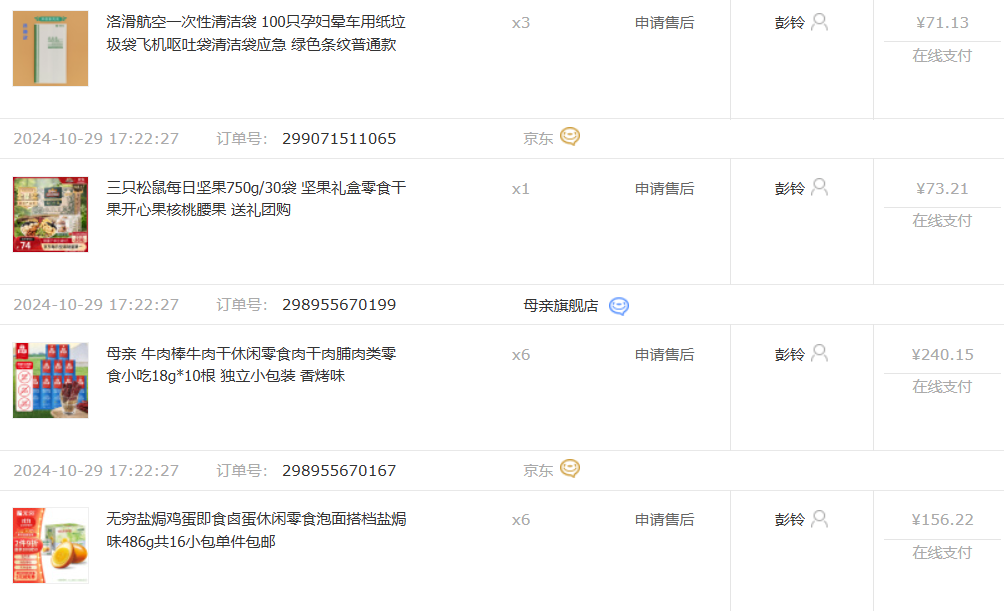 洛滑航空一次性清洁袋 100只孕妇晕车用纸垃
圾袋飞机呕吐袋清洁袋应急 绿色条纹普通款
x3
申请售后
彭铃
¥71.13
在线支付
2024-10-29 17:22:27 订单号: 299071511065 京东
三只松鼠每日坚果750g/30袋 坚果礼盒零食干
果开心果核桃腰果 送礼团购
x1
申请售后
彭铃
¥73.21
在线支付
74
2024-10-29 17:22:27 订单号: 298955670199 母亲旗舰店
母亲 牛肉棒牛肉干休闲零食肉干肉脯肉类零
食小吃18g*10根 独立小包装 香烤味
x6
申请售后
彭铃
¥240.15
在线支付
2024-10-29 17:22:27 订单号: 298955670167 京东
无穷盐焗鸡蛋即食卤蛋休闲零食泡面搭档盐焗
味486g共16小包单件包邮
x6
申请售后
彭铃
¥156.22
在线支付
2件9折